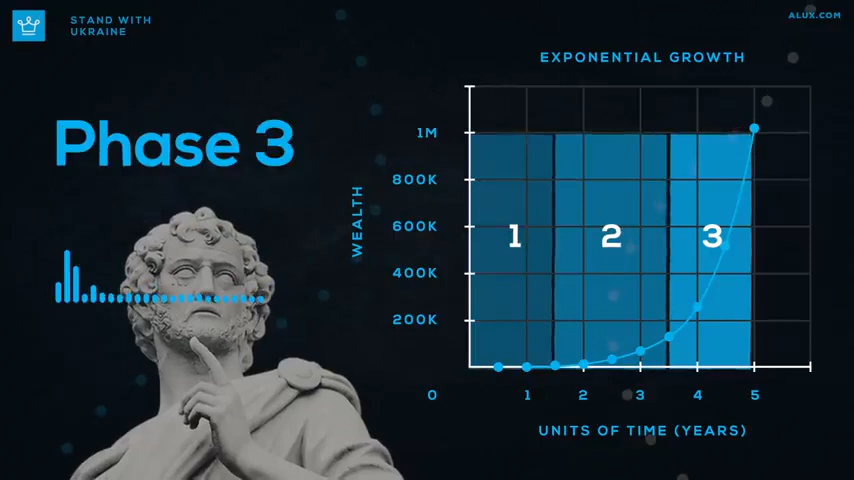 STAND WITH
UKRAINE
ALUX.COM
EXPONENTIAL GROWTH
Phase 3
WEALTH
1M
800K
600K
400K
200K
0
1
2
3
1
2
3
4
5
UNITS OF TIME (YEARS)